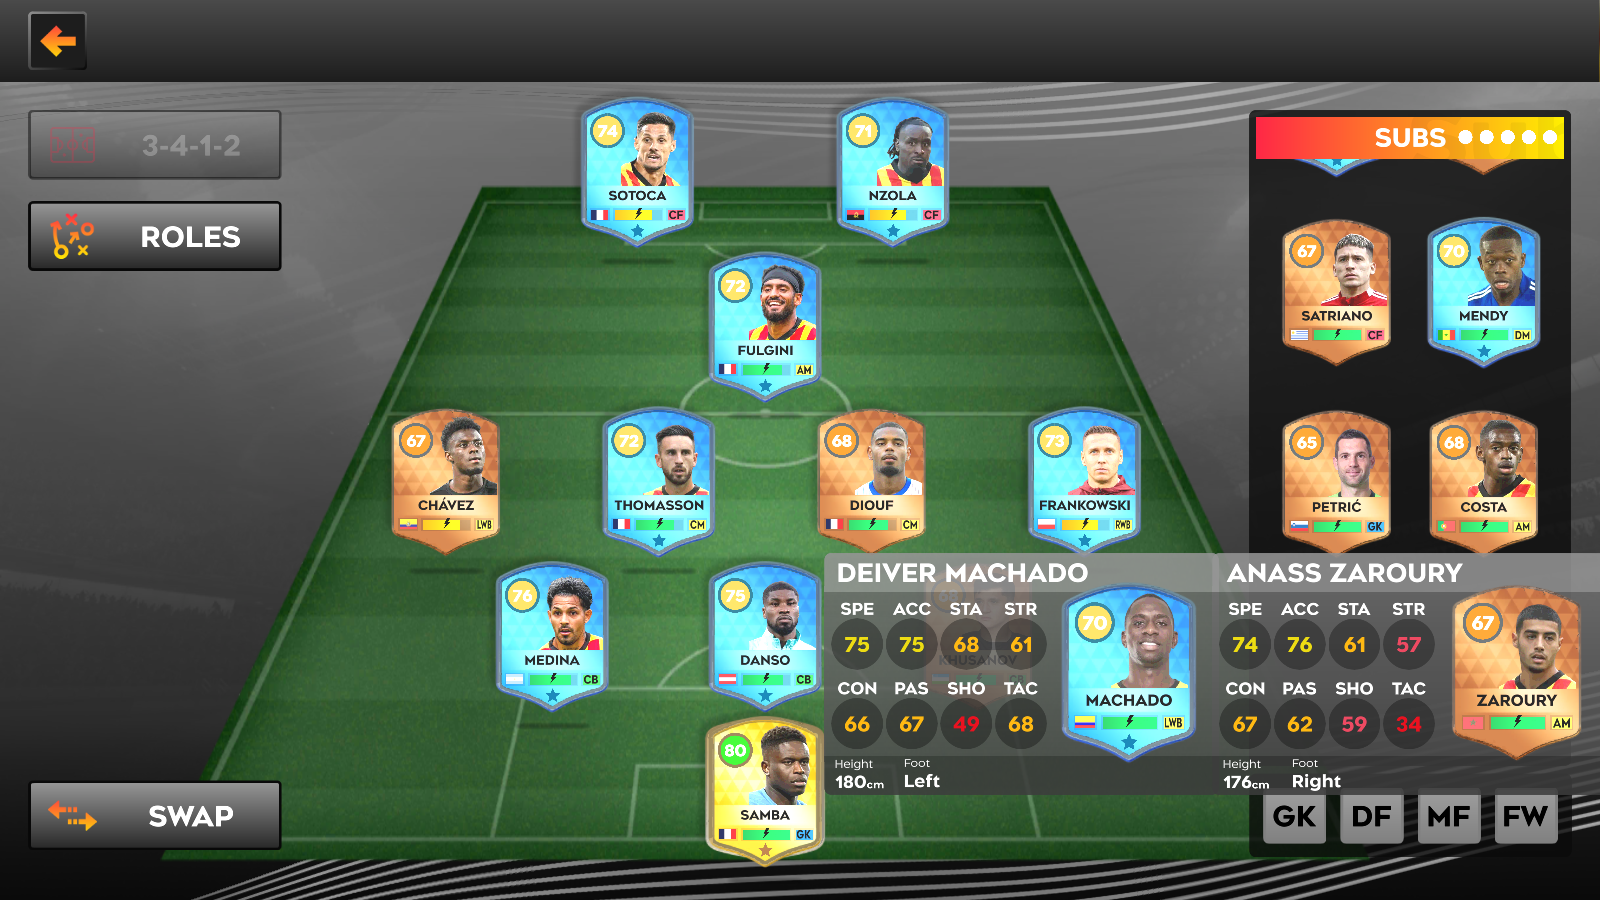 3-4-1-2
ROLES
SWAP
74
SOTOCA
CF
71
NZOLA
CF
72
FULGINI
AM
67
CHÁVEZ
LWB
72
THOMASSON
CM
68
DIOUF
CM
73
FRANKOWSKI
RWB
76
MEDINA
CB
75
DANSO
CB
68
KHUSANOV
CB
80
SAMBA
GK
SUBS
67
SATRIANO
CF
70
MENDY
DM
65
PETRIĆ
GK
68
COSTA
AM
DEIVER MACHADO
SPE ACC STA STR
75 75 68 61
CON PAS SHO TAC
66 67 49 68
Height Foot
180cm Left
70
MACHADO
LWB
ANASS ZAROURY
SPE ACC STA STR
74 76 61 57
CON PAS SHO TAC
67 62 59 34
Height Foot
176cm Right
67
ZAROURY
AM
GK DF MF FW